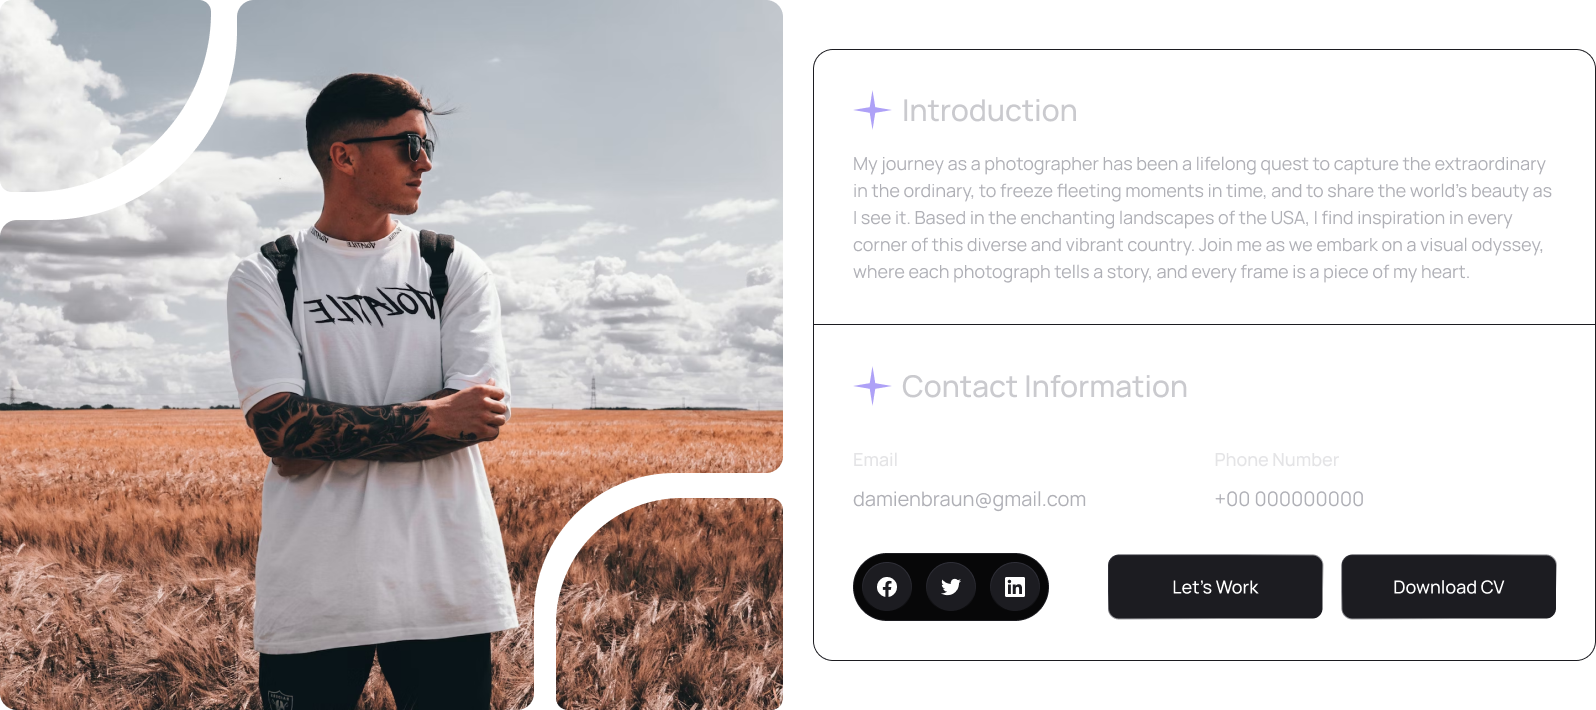 VOLATILE
Introduction
My journey as a photographer has been a lifelong quest to capture the extraordinary
in the ordinary, to freeze fleeting moments in time, and to share the world's beauty as
I see it. Based in the enchanting landscapes of the USA, I find inspiration in every
corner of this diverse and vibrant country. Join me as we embark on a visual odyssey,
where each photograph tells a story, and every frame is a piece of my heart.
Contact Information
Email
Phone Number
damienbraun@gmail.com
+00 000000000
Let's Work
Download CV